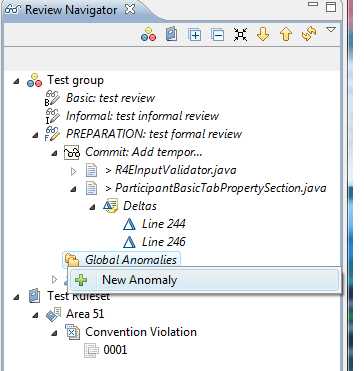 Review Navigator
Test group
Basic: test review
Informal: test informal review
PREPARATION: test formal review
Commit: Add tempor...
> R4EInputValidator.java
> ParticipantBasicTabPropertySection.java
Deltas
Line 244
Line 246
Global Anomalies
New Anomaly
Test Ruleset
Area 51
Convention Violation
0001